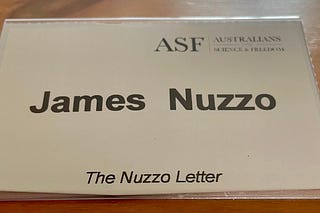 ASF AUSTRALIANS
SCIENCE & FREEDOM
James Nuzzo
The Nuzzo Letter